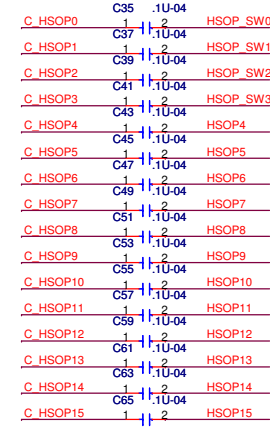 C35 .1U-04
C_HSOP0 1 2 HSOP_SW0
C37 .1U-04
C_HSOP1 1 2 HSOP_SW1
C39 .1U-04
C_HSOP2 1 2 HSOP_SW2
C41 .1U-04
C_HSOP3 1 2 HSOP_SW3
C43 .1U-04
C_HSOP4 1 2 HSOP4
C45 .1U-04
C_HSOP5 1 2 HSOP5
C47 .1U-04
C_HSOP6 1 2 HSOP6
C49 .1U-04
C_HSOP7 1 2 HSOP7
C51 .1U-04
C_HSOP8 1 2 HSOP8
C53 .1U-04
C_HSOP9 1 2 HSOP9
C55 .1U-04
C_HSOP10 1 2 HSOP10
C57 .1U-04
C_HSOP11 1 2 HSOP11
C59 .1U-04
C_HSOP12 1 2 HSOP12
C61 .1U-04
C_HSOP13 1 2 HSOP13
C63 .1U-04
C_HSOP14 1 2 HSOP14
C65 .1U-04
C_HSOP15 1 2 HSOP15